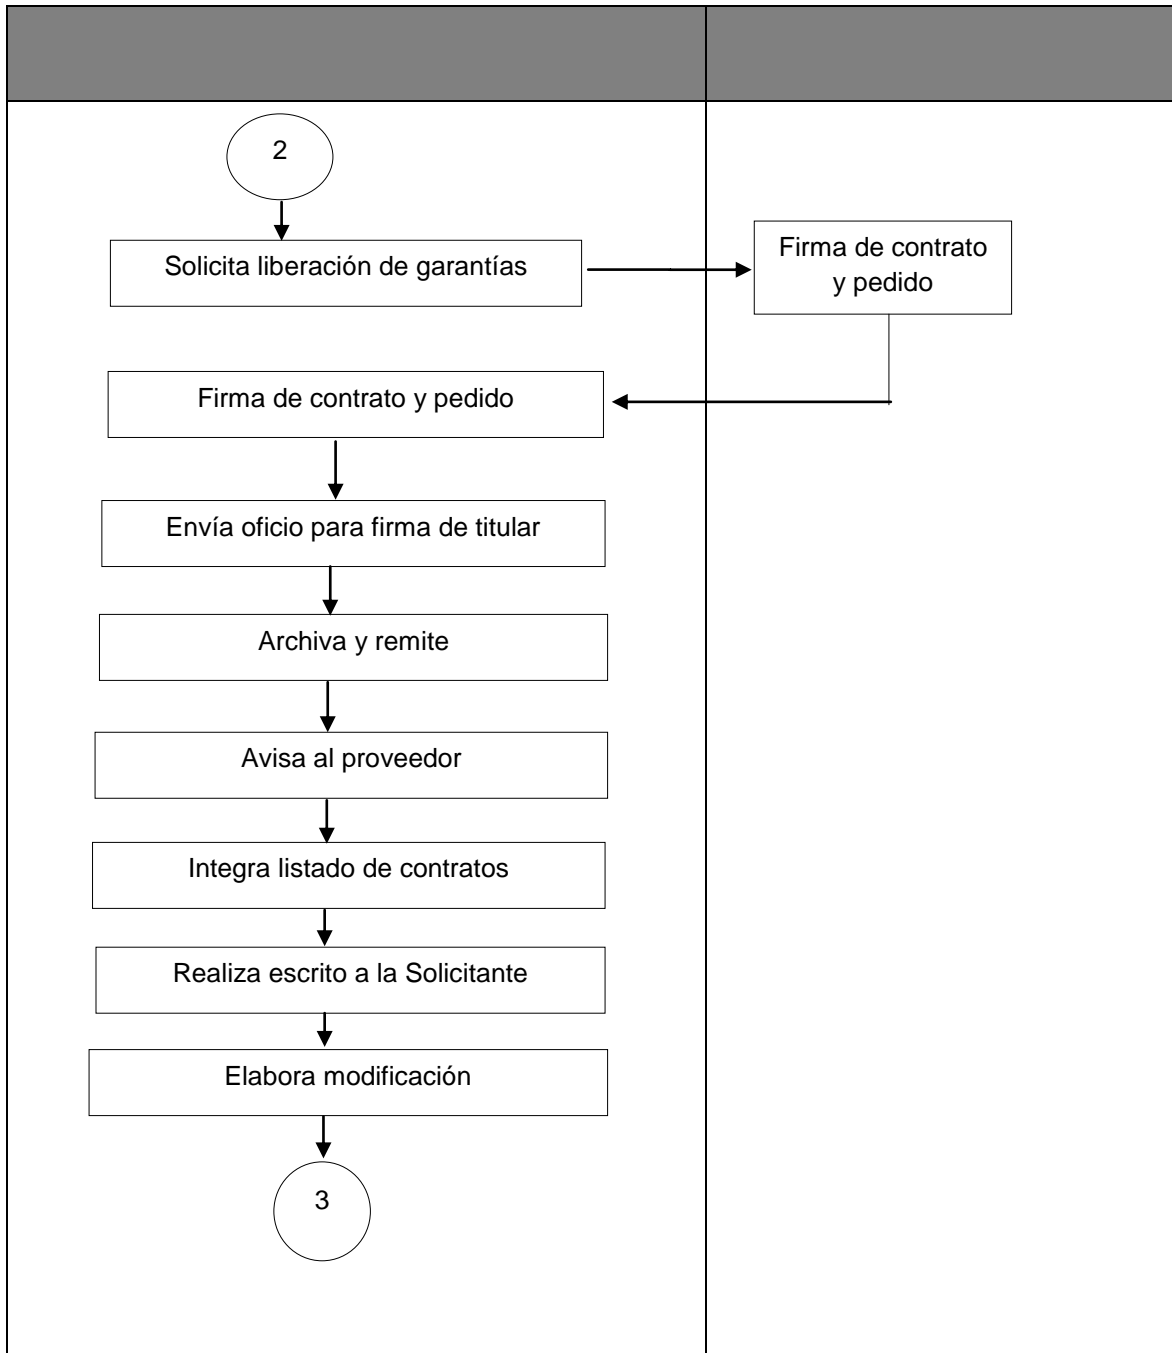 2
Solicita liberación de garantías
Firma de contrato
y pedido
Firma de contrato y pedido
Envía oficio para firma de titular
Archiva y remite
Avisa al proveedor
Integra listado de contratos
Realiza escrito a la Solicitante
Elabora modificación
3